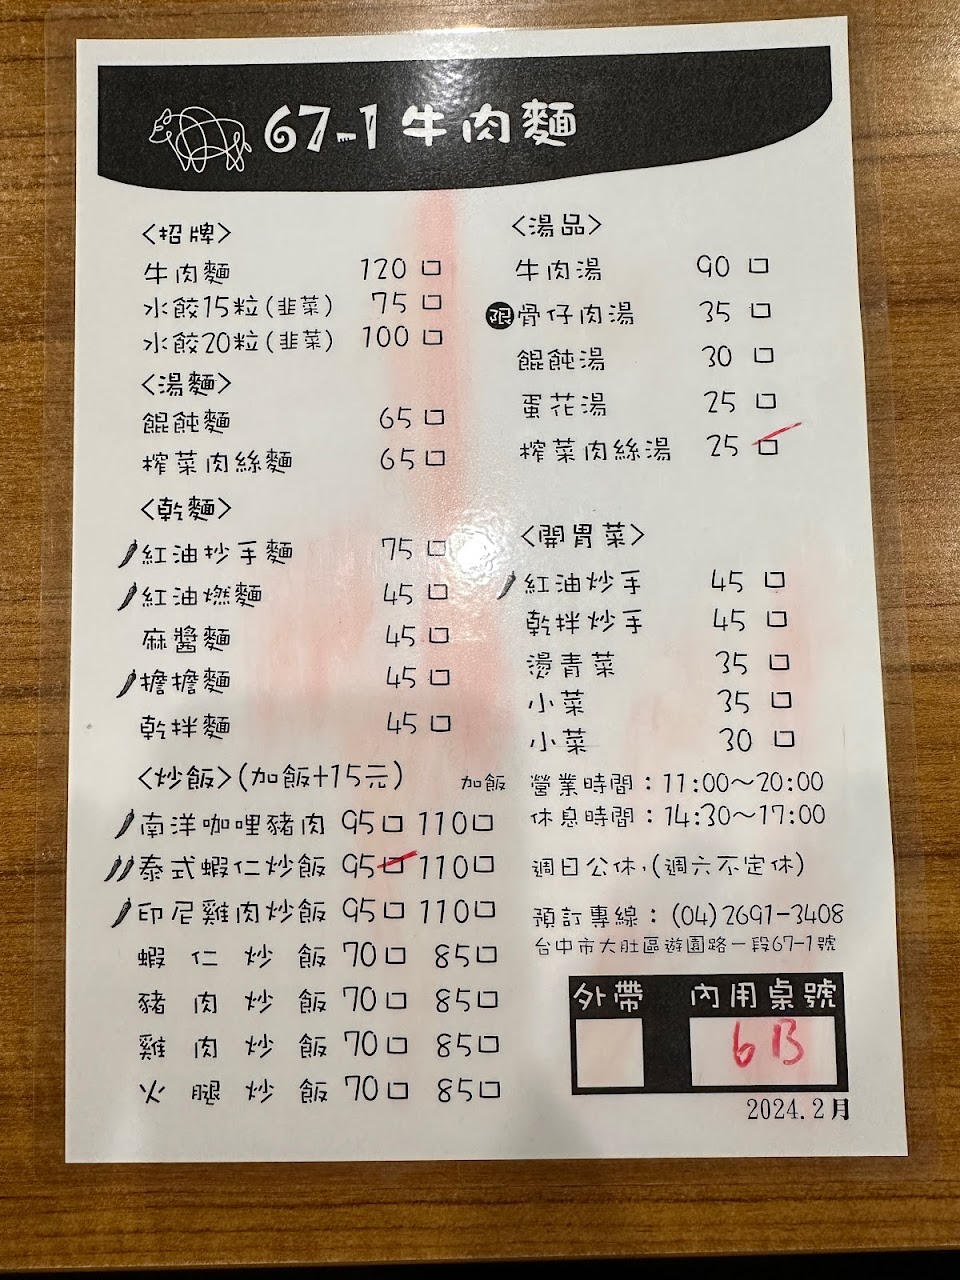 67-1 牛肉麵
〈招牌〉
牛肉麵 120 □
水餃15粒(韭菜) 75 □
水餃20粒(韭菜) 100 □
〈湯麵〉
餛飩麵 65 □
榨菜肉絲麵 65 □
〈乾麵〉
紅油抄手麵 75 □
紅油燃麵 45 □
麻醬麵 45 □
擔擔麵 45 □
乾拌麵 45 □
〈炒飯〉(加飯+15元) 加飯
南洋咖哩豬肉 95 □ 110 □
泰式蝦仁炒飯 95 □ 110 □
印尼雞肉炒飯 95 □ 110 □
蝦仁炒飯 70 □ 85 □
豬肉炒飯 70 □ 85 □
雞肉炒飯 70 □ 85 □
火腿炒飯 70 □ 85 □
〈湯品〉
牛肉湯 90 □
限 骨仔肉湯 35 □
餛飩湯 30 □
蛋花湯 25 □
榨菜肉絲湯 25 □
〈開胃菜〉
紅油炒手 45 □
乾拌炒手 45 □
燙青菜 35 □
小菜 35 □
小菜 30 □
營業時間：11:00~20:00
休息時間：14:30~17:00
週日公休,(週六不定休)
預訂專線：(04)2691-3408
台中市大肚區遊園路一段67-1號
外帶 內用桌號
6B
2024.2月